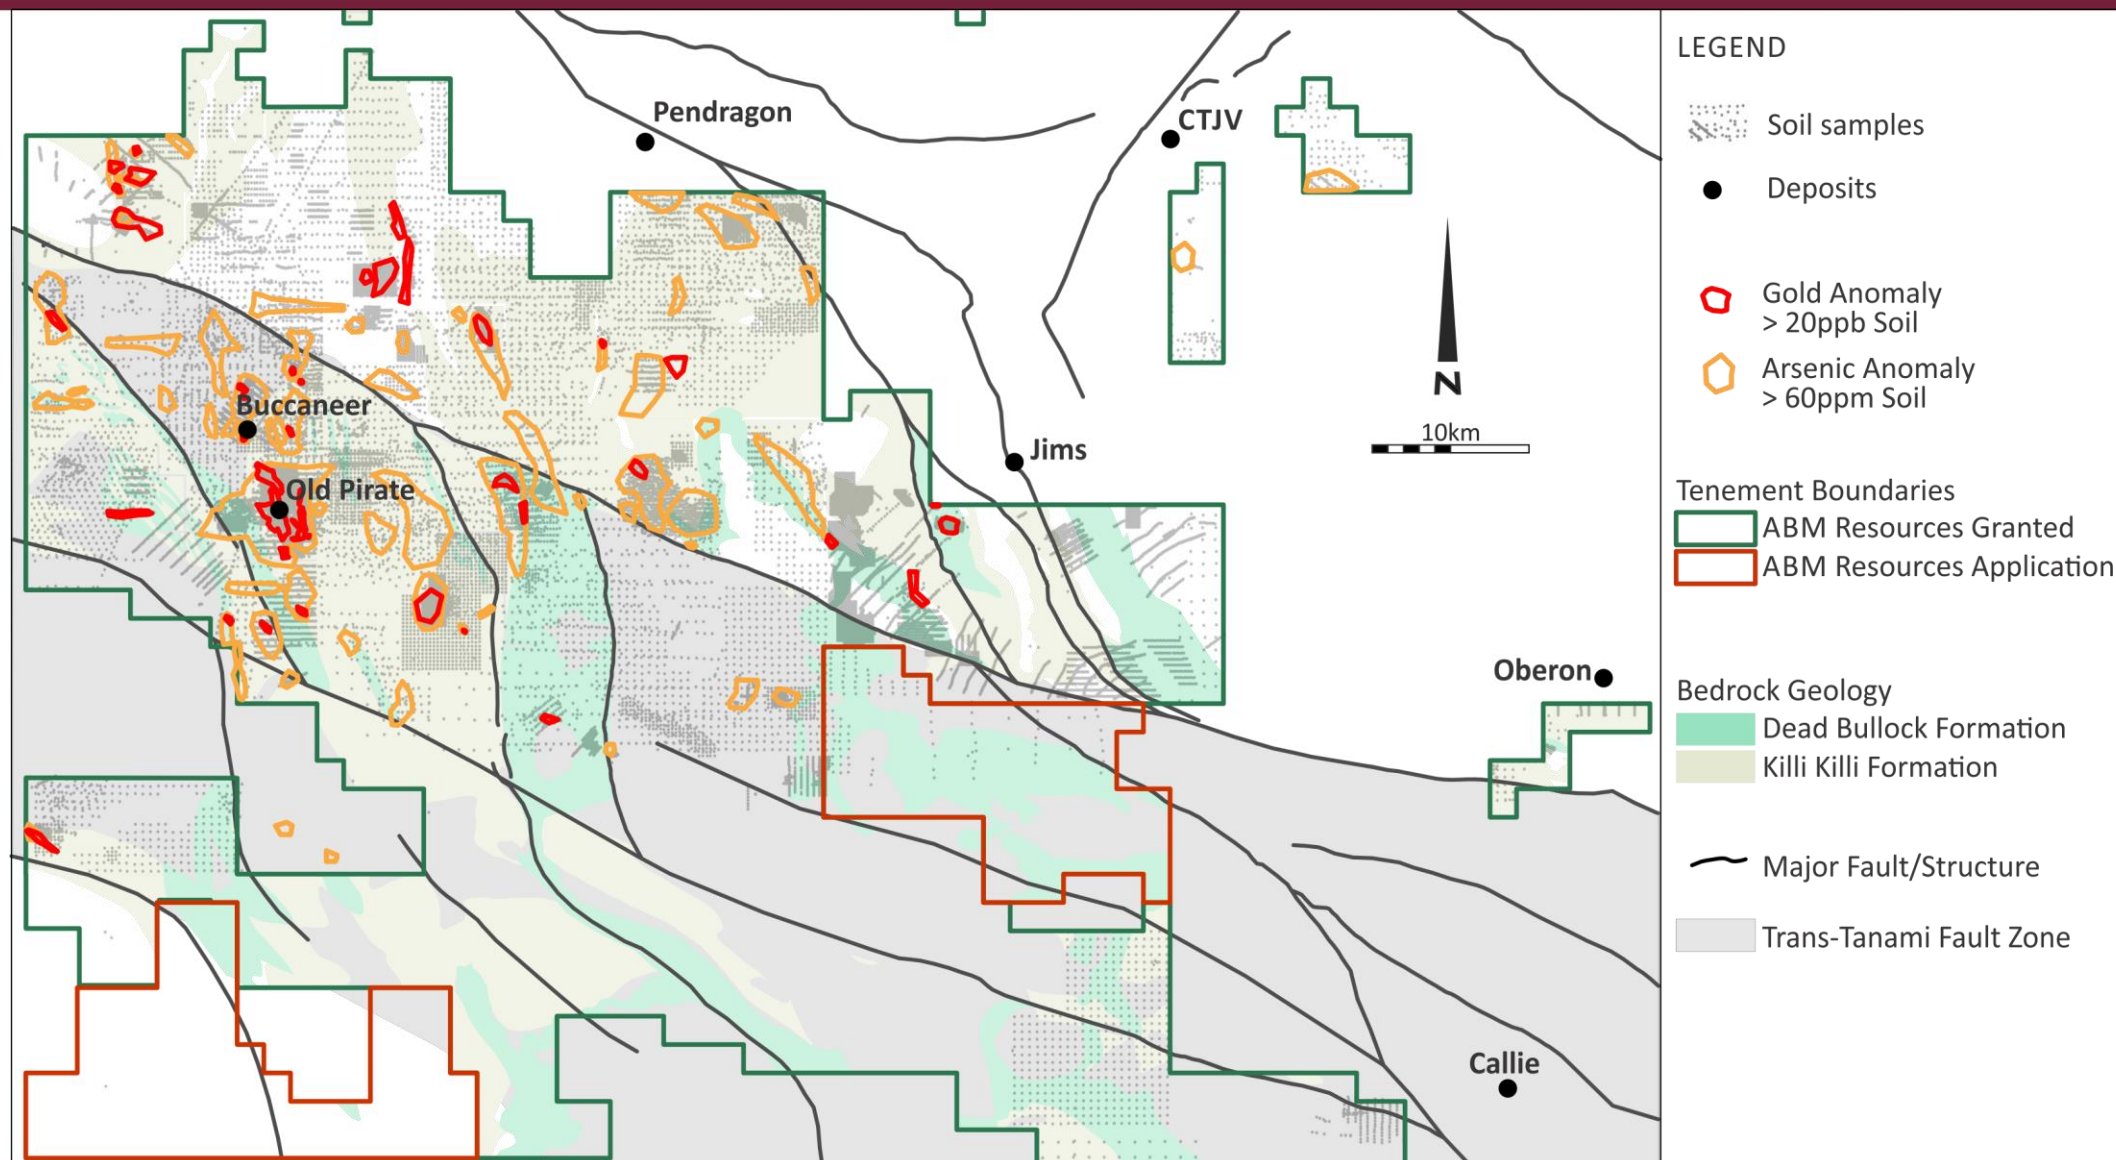 Pendragon
CTJV
Buccaneer
Old Pirate
Jims
N
10km
Oberon
Callie
LEGEND
Soil samples
Deposits
Gold Anomaly
> 20ppb Soil
Arsenic Anomaly
> 60ppm Soil
Tenement Boundaries
ABM Resources Granted
ABM Resources Application
Bedrock Geology
Dead Bullock Formation
Killi Killi Formation
Major Fault/Structure
Trans-Tanami Fault Zone